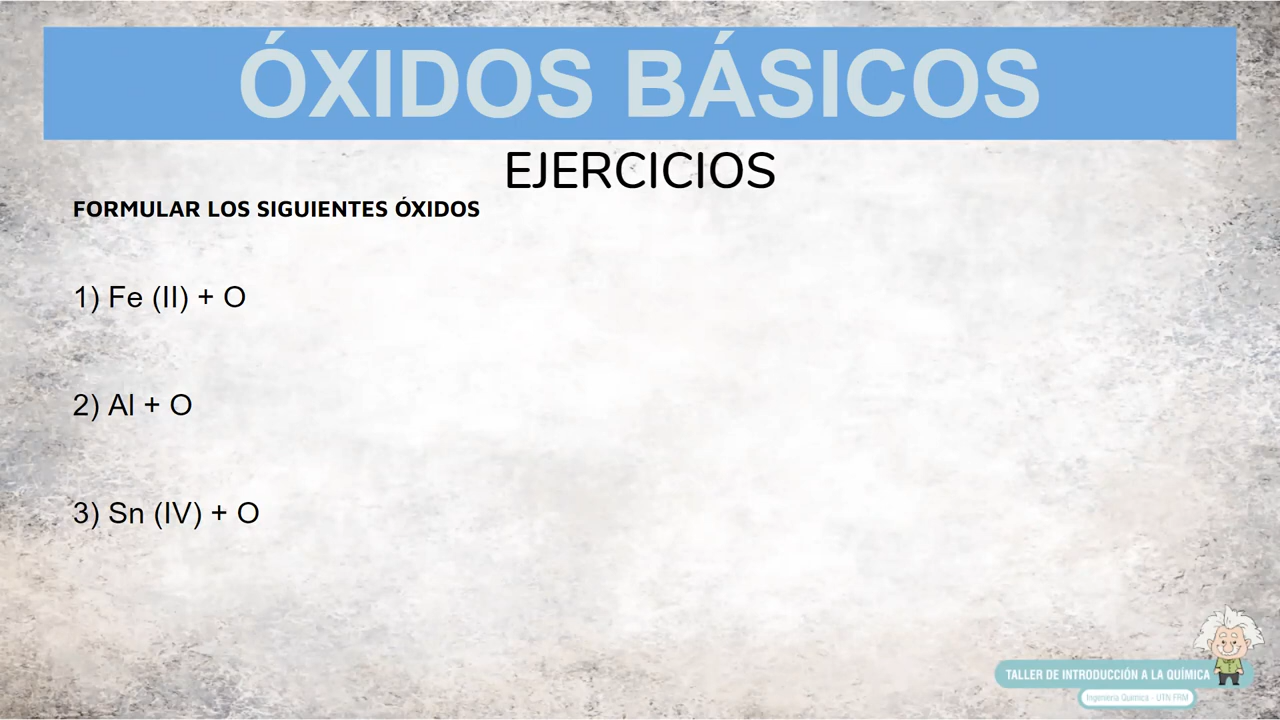 ÓXIDOS BÁSICOS
EJERCICIOS
FORMULAR LOS SIGUIENTES ÓXIDOS
1) Fe (II) + O
2) Al + O
3) Sn (IV) + O
TALLER DE INTRODUCCIÓN A LA QUÍMICA
Ingeniería Química - UTN FRM